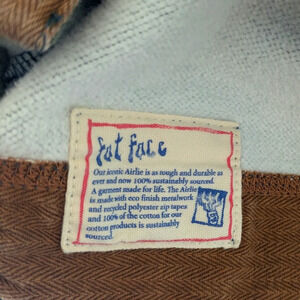 fat face
Our iconic Airlie is as tough and durable as
ever and now 100% sustainably sourced.
A garment made for life. The Airlie
is made with eco finish metalwork
and recycled polyester zip tapes
and 100% of the cotton for our
cotton products is sustainably
sourced.